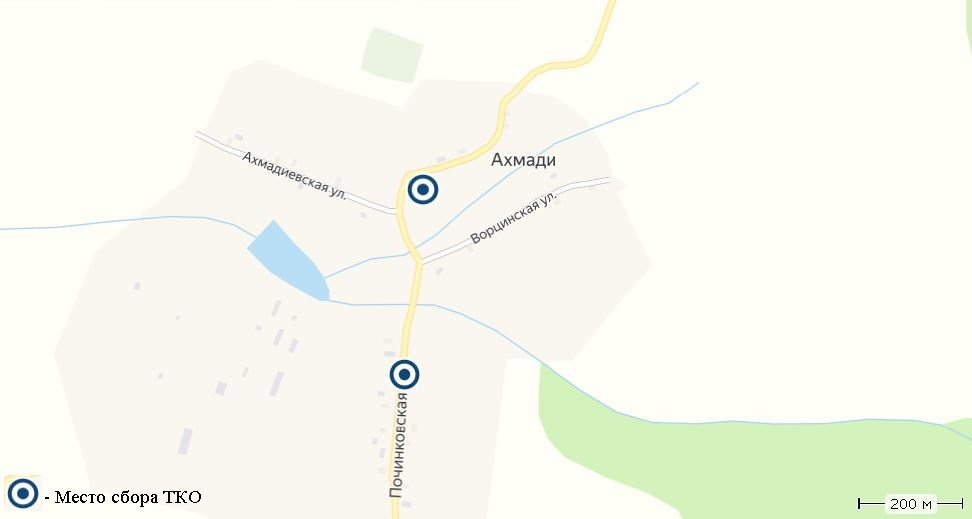 Ахмади
Ахмадиевская ул.
Ворцинская ул.
Починковская
- Место сбора ТКО
200 м